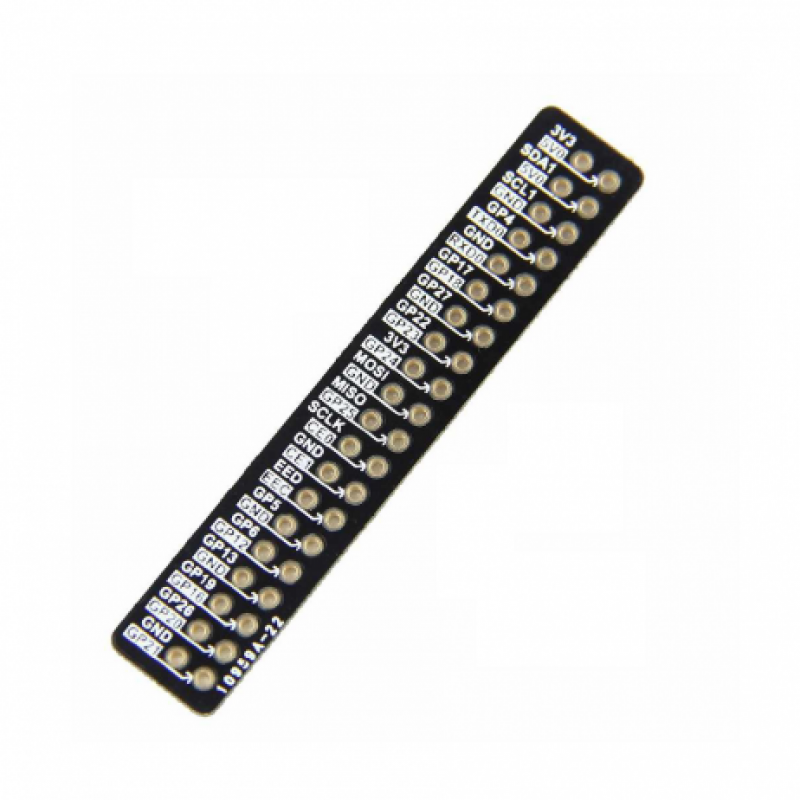 3V3
5V0
SDA1
5V0
SCL1
GND
GP4
TXD0
GND
RXD0
GP17
GP18
GP27
GND
GP22
GP23
3V3
GP24
MOSI
GND
MISO
GP25
SCLK
CE0
GND
CE1
EED
EEC
GP5
GND
GP6
GP12
GP13
GND
GP19
GP16
GP26
GP20
GND
GP21
10959A-22